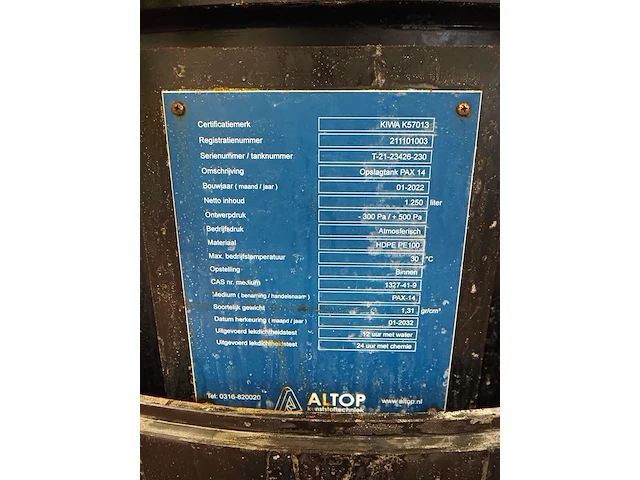 Certificatiemerk KIWA K57013
Registratienummer 211101003
Serienummer / tanknummer T-21-23426-230
Omschrijving Opslagtank PAX 14
Bouwjaar ( maand / jaar ) 01-2022
Netto inhoud 1.250 liter
Ontwerpdruk - 300 Pa / + 500 Pa
Bedrijfsdruk Atmosferisch
Materiaal HDPE PE100
Max. bedrijfstemperatuur 30 °C
Opstelling Binnen
CAS nr. medium 1327-41-9
Medium ( benaming / handelsnaam ) PAX-14
Soortelijk gewicht 1,31 gr/cm³
Datum herkeuring ( maand / jaar ) 01-2032
Uitgevoerd lekdichtheidstest 12 uur met water
Uitgevoerd lekdichtheidstest 24 uur met chemie
Tel: 0316-820020 ALTOP www.altop.nl
kunststoftechniek